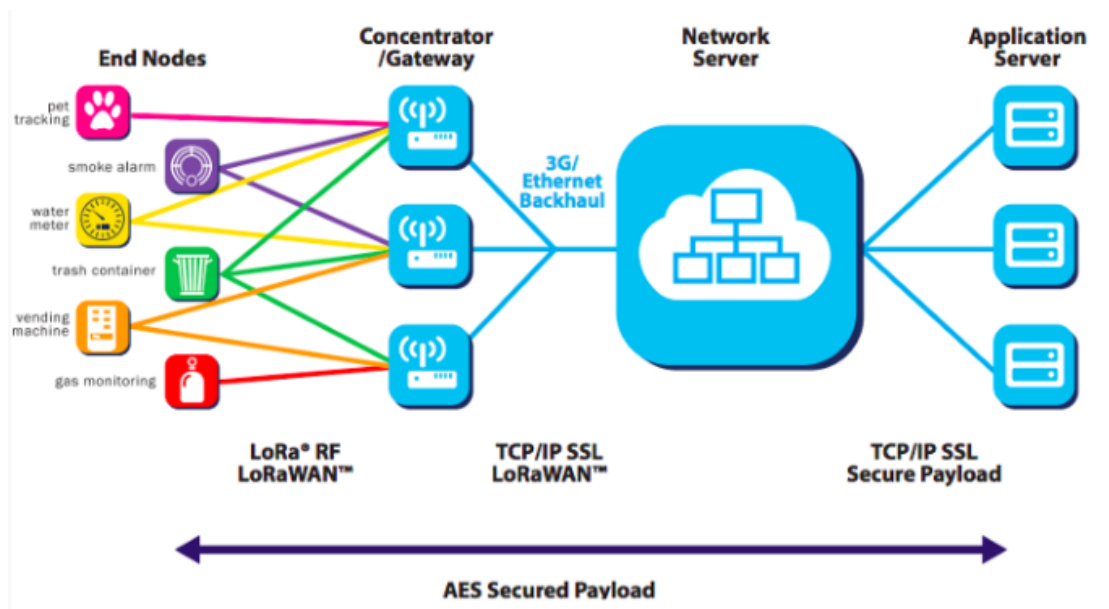 End Nodes
Concentrator
/Gateway
Network
Server
Application
Server
pet
tracking
smoke alarm
water
meter
trash container
vending
machine
gas monitoring
3G/
Ethernet
Backhaul
LoRa® RF
LoRaWAN™
TCP/IP SSL
LoRaWAN™
TCP/IP SSL
Secure Payload
AES Secured Payload